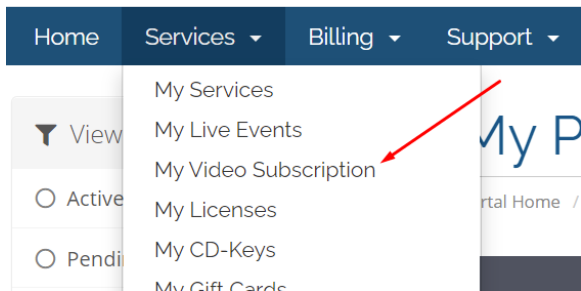 Home Services Billing Support
My Services
My Live Events
My Video Subscription
My Licenses
My CD-Keys
My Gift Cards
View
Active
Pendi
My P
rtal Home /